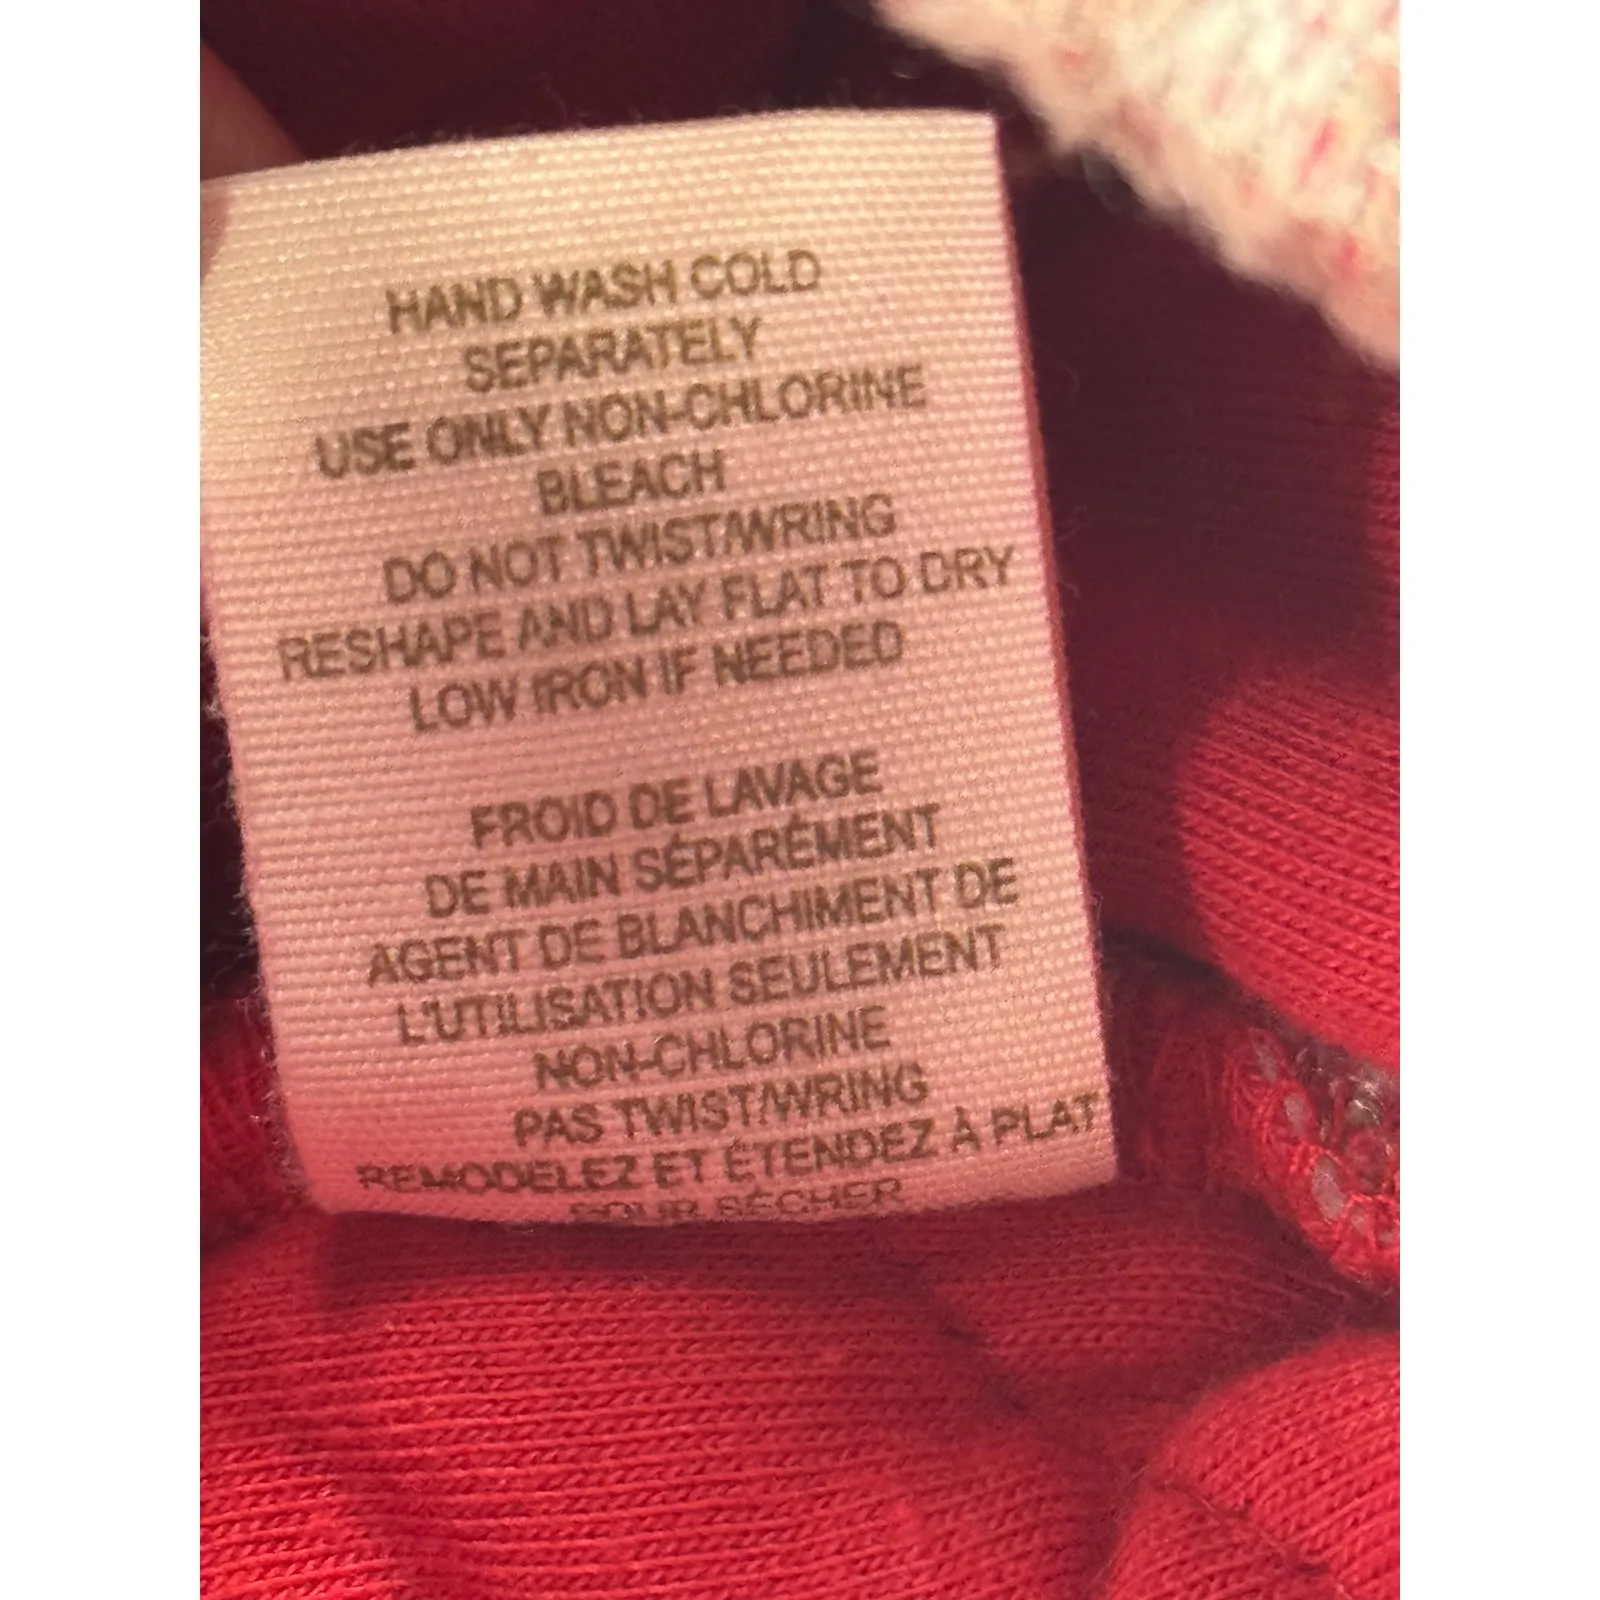 HAND WASH COLD
SEPARATELY
USE ONLY NON-CHLORINE
BLEACH
DO NOT TWIST/WRING
RESHAPE AND LAY FLAT TO DRY
LOW IRON IF NEEDED
FROID DE LAVAGE
DE MAIN SÉPARÉMENT
AGENT DE BLANCHIMENT DE
L'UTILISATION SEULEMENT
NON-CHLORINE
PAS TWIST/WRING
REMODELEZ ET ÉTENDEZ À PLAT
POUR SÉCHER